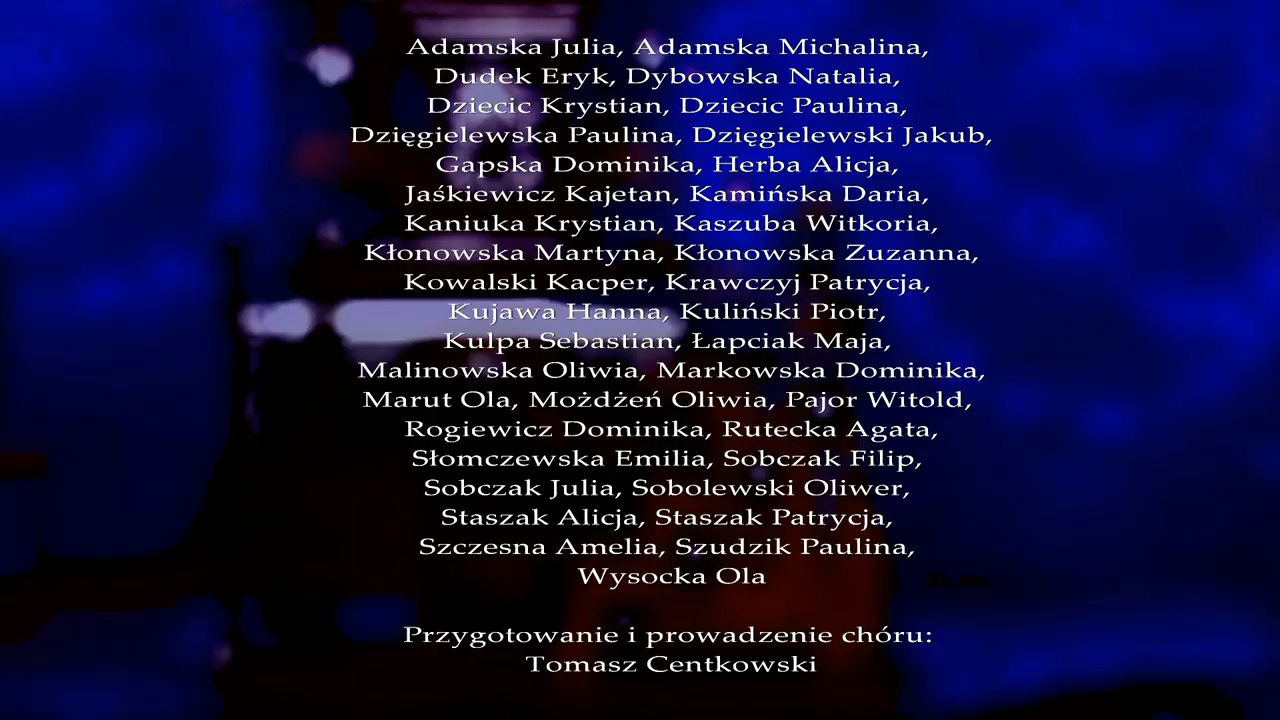 Adamska Julia, Adamska Michalina,
Dudek Eryk, Dybowska Natalia,
Dziecic Krystian, Dziecic Paulina,
Dzięgielewska Paulina, Dzięgielewski Jakub,
Gapska Dominika, Herba Alicja,
Jaśkiewicz Kajetan, Kamińska Daria,
Kaniuka Krystian, Kaszuba Witkoria,
Kłonowska Martyna, Kłonowska Zuzanna,
Kowalski Kacper, Krawczyj Patrycja,
Kujawa Hanna, Kuliński Piotr,
Kulpa Sebastian, Łapciak Maja,
Malinowska Oliwia, Markowska Dominika,
Marut Ola, Możdżeń Oliwia, Pajor Witold,
Rogiewicz Dominika, Rutecka Agata,
Słomczewska Emilia, Sobczak Filip,
Sobczak Julia, Sobolewski Oliwer,
Staszak Alicja, Staszak Patrycja,
Szczesna Amelia, Szudzik Paulina,
Wysocka Ola
Przygotowanie i prowadzenie chóru:
Tomasz Centkowski